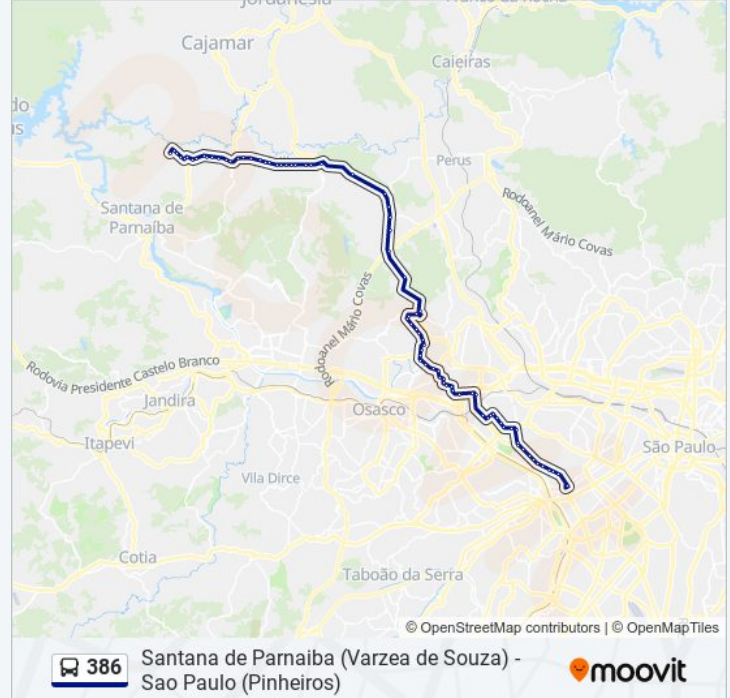 Jordanésia
Cajamar
Caieiras
Perus
Rodoanel Mário Covas
Santana de
Parnaíba
Rodoanel Mário Covas
Rodovia Presidente Castelo Branco
Jandira
Osasco
Itapevi
São Paulo
Vila Dirce
Cotia
Taboão da Serra
© OpenStreetMap contributors | © OpenMapTiles
386
Santana de Parnaiba (Varzea de Souza) -
Sao Paulo (Pinheiros)
moovit